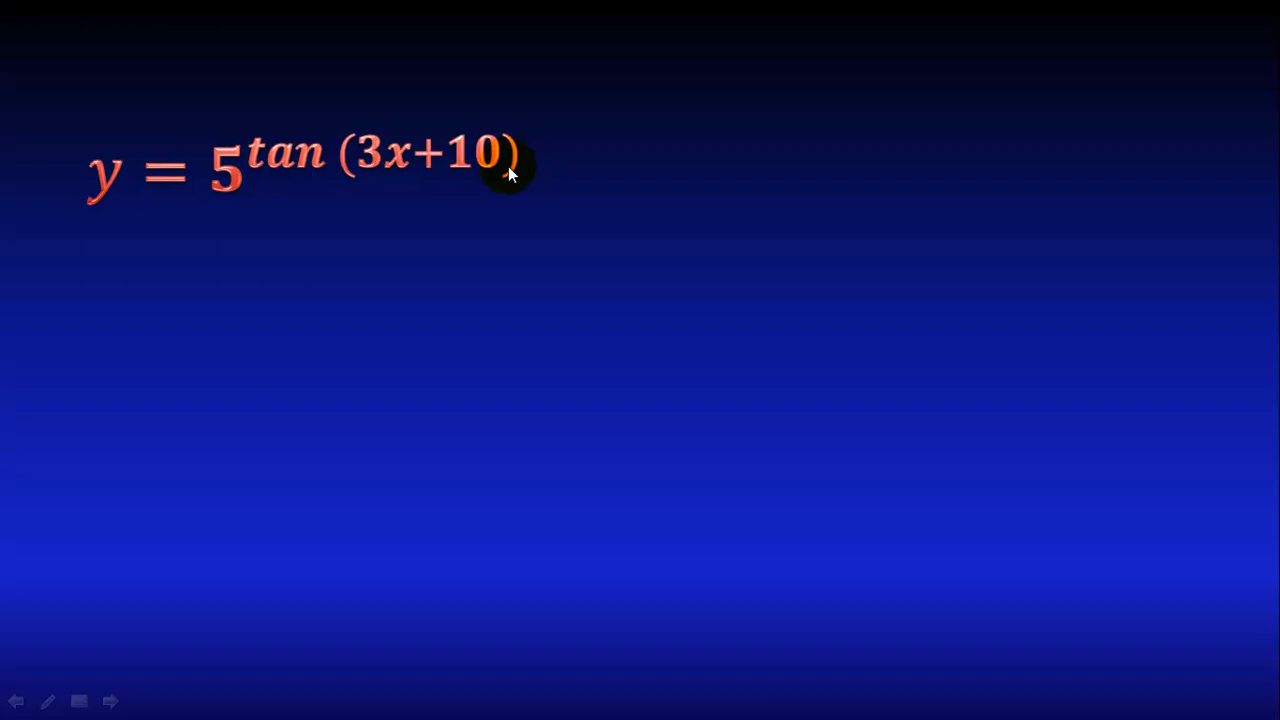 y = 5^{tan (3x+10)}